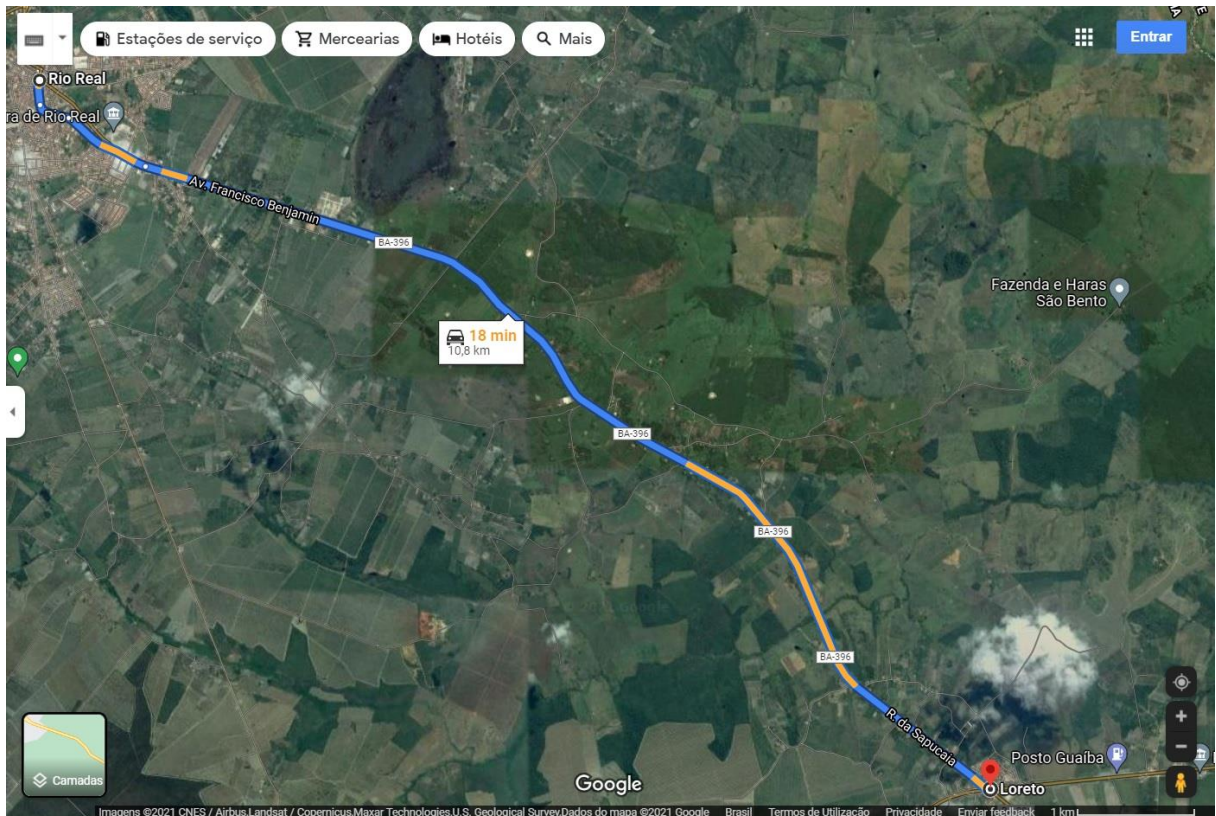 Estações de serviço
Mercearias
Hotéis
Mais
Entrar
Rio Real
ra de Rio Real
Av. Francisco Benjamin
BA-396
Fazenda e Haras
São Bento
18 min
10,8 km
BA-396
BA-396
BA-396
R. da Sapucaia
Posto Guaíba
Camadas
Google
Loreto
Imagens ©2021 CNES / Airbus,Landsat / Copernicus,Maxar Technologies,U.S. Geological Survey,Dados do mapa ©2021 Google Brasil Termos de Utilização Privacidade Enviar feedback 1 km